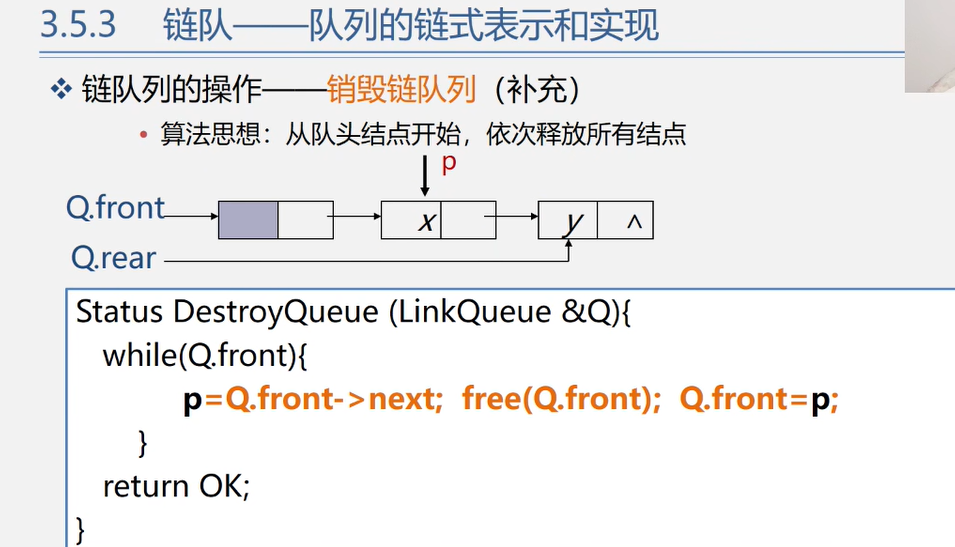 3.5.3 链队——队列的链式表示和实现
❖ 链队列的操作——销毁链队列（补充）
• 算法思想：从队头结点开始，依次释放所有结点
p
Q.front
x
y ^
Q.rear
Status DestroyQueue (LinkQueue &Q){
while(Q.front){
p=Q.front->next; free(Q.front); Q.front=p;
}
return OK;
}